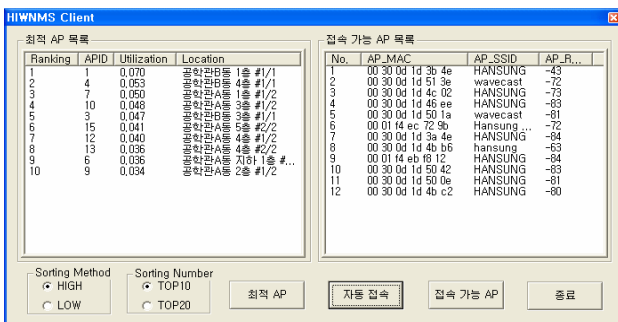 HIWNMS Client
최적 AP 목록
Ranking APID Utilization Location
1 1 0,070 공학관B동 1층 #1/1
2 4 0,053 공학관B동 4층 #1/1
3 7 0,050 공학관A동 1층 #1/2
4 10 0,048 공학관A동 3층 #1/2
5 3 0,047 공학관B동 3층 #1/1
6 15 0,041 공학관A동 5층 #2/2
7 12 0,040 공학관A동 4층 #1/2
8 13 0,036 공학관A동 4층 #2/2
9 6 0,036 공학관A동 지하 1층 #...
10 9 0,034 공학관A동 2층 #1/2
접속 가능 AP 목록
No, AP_MAC AP_SSID AP_R...
1 00 30 0d 1d 3b 4e HANSUNG -43
2 00 30 0d 1d 51 3e wavecast -72
3 00 30 0d 1d 4c 02 HANSUNG -73
4 00 30 0d 1d 46 ee HANSUNG -83
5 00 30 0d 1d 50 1a wavecast -81
6 00 01 f4 ec 72 9b Hansung ... -72
7 00 30 0d 1d 3a 4e HANSUNG -84
8 00 30 0d 1d 4b b6 hansung -63
9 00 01 f4 eb f8 12 HANSUNG -84
10 00 30 0d 1d 50 42 HANSUNG -83
11 00 30 0d 1d 50 0e HANSUNG -81
12 00 30 0d 1d 4b c2 HANSUNG -80
Sorting Method
HIGH
LOW
Sorting Number
TOP10
TOP20
최적 AP
자동 접속
접속 가능 AP
종료